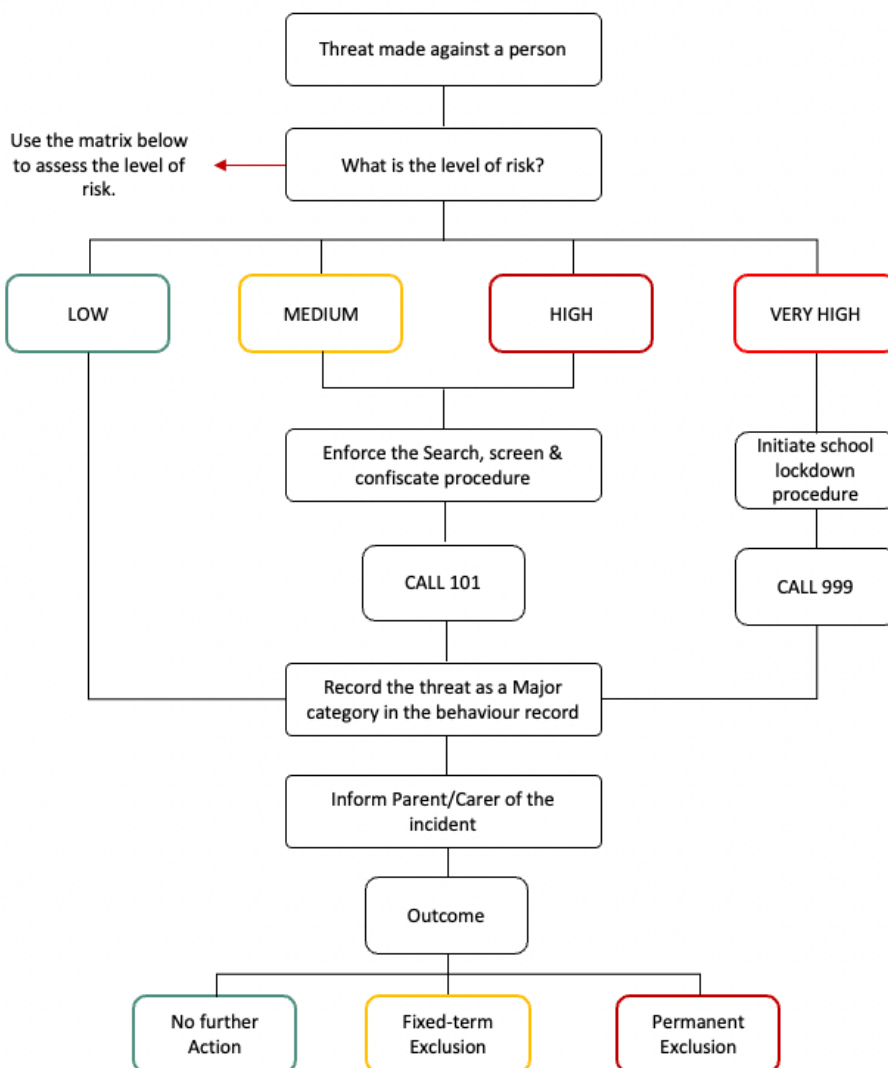 Threat made against a person
Use the matrix below
to assess the level of
risk.
What is the level of risk?
LOW
MEDIUM
HIGH
VERY HIGH
Enforce the Search, screen &
confiscate procedure
Initiate school
lockdown
procedure
CALL 101
CALL 999
Record the threat as a Major
category in the behaviour record
Inform Parent/Carer of the
incident
Outcome
No further
Action
Fixed-term
Exclusion
Permanent
Exclusion